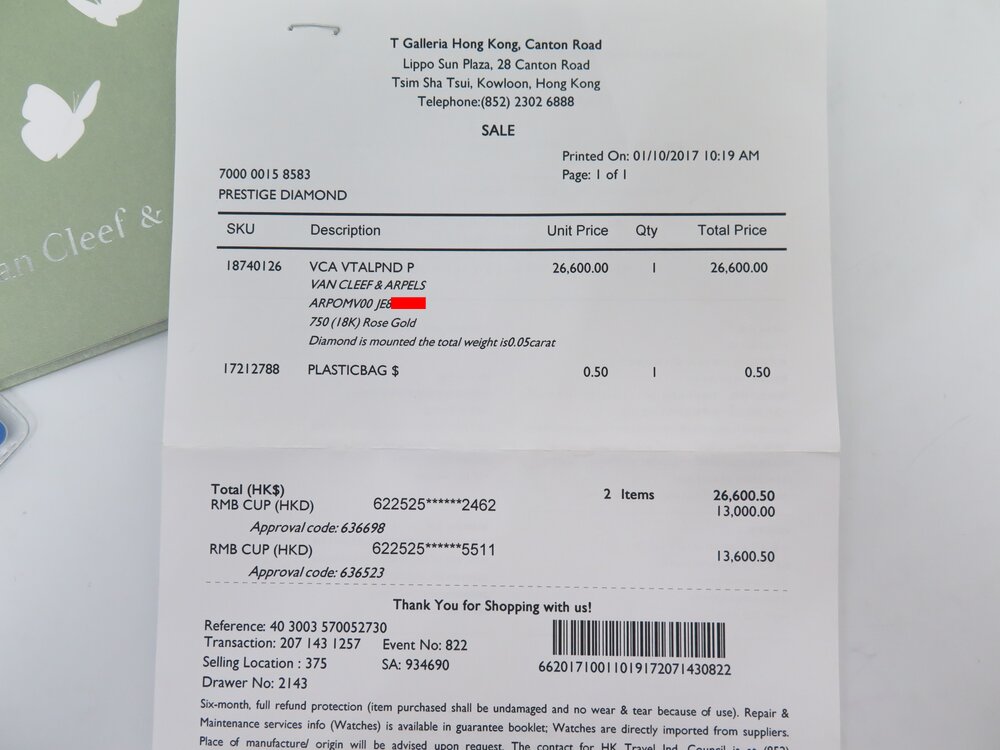 an Cleef &
T Galleria Hong Kong, Canton Road
Lippo Sun Plaza, 28 Canton Road
Tsim Sha Tsui, Kowloon, Hong Kong
Telephone:(852) 2302 6888
SALE
Printed On: 01/10/2017 10:19 AM
7000 0015 8583 Page: 1 of 1
PRESTIGE DIAMOND
SKU Description Unit Price Qty Total Price
18740126 VCA VTALPND P 26,600.00 1 26,600.00
VAN CLEEF & ARPELS
ARPOMV00 JE8
750 (18K) Rose Gold
Diamond is mounted the total weight is0.05carat
17212788 PLASTICBAG $ 0.50 1 0.50
Total (HK$) 2 Items 26,600.50
RMB CUP (HKD) 622525******2462 13,000.00
Approval code: 636698
RMB CUP (HKD) 622525******5511 13,600.50
Approval code: 636523
Thank You for Shopping with us!
Reference: 40 3003 570052730
Transaction: 207 143 1257 Event No: 822
Selling Location : 375 SA: 934690
66201710011019172071430822
Drawer No: 2143
Six-month, full refund protection (item purchased shall be undamaged and no wear & tear because of use). Repair &
Maintenance services info (Watches) is available in guarantee booklet; Watches are directly imported from suppliers.
Place of manufacture/ origin will be advised upon request. The contact for HK Travel Ind. Council is at (852)